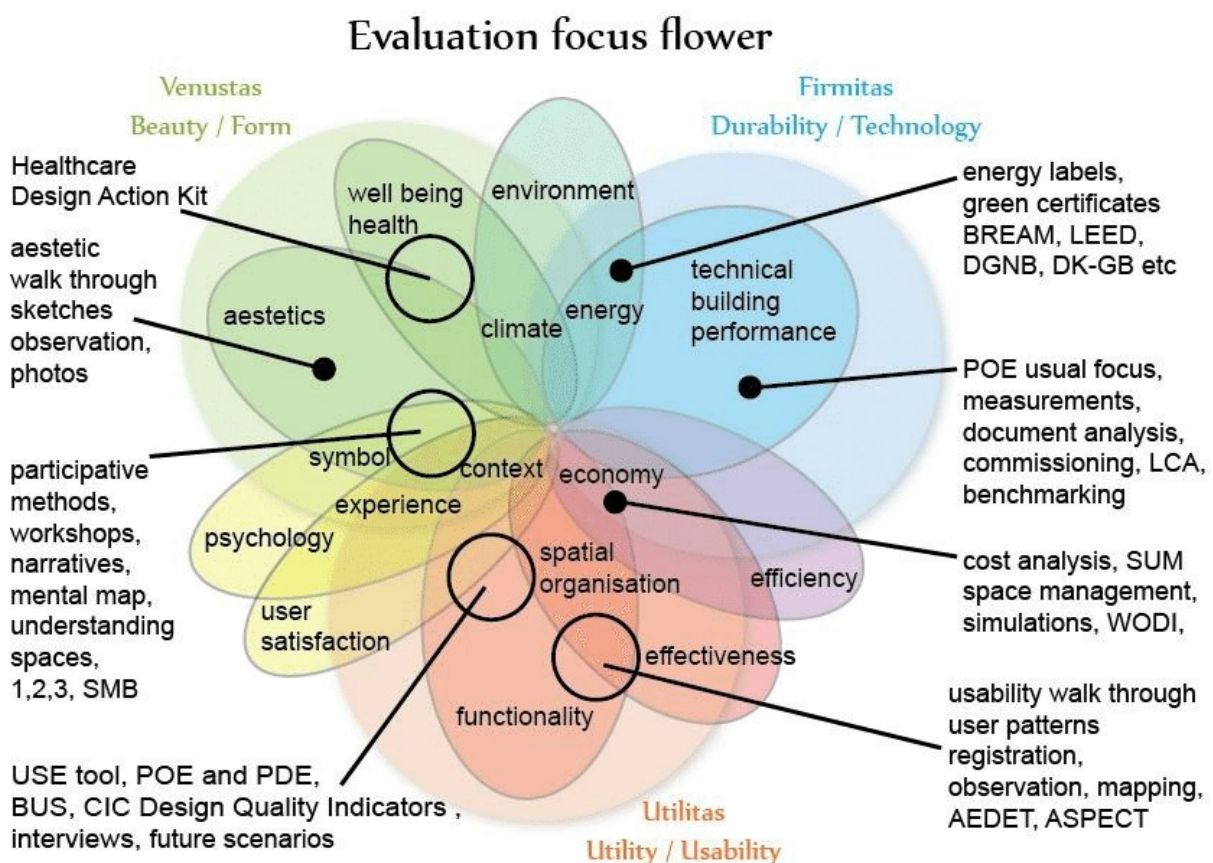 Evaluation focus flower
Venustas
Beauty / Form
Firmitas
Durability / Technology
Healthcare
Design Action Kit
aestetic
walk through
sketches
observation,
photos
participative
methods,
workshops,
narratives,
mental map,
understanding
spaces,
1,2,3, SMB
USE tool, POE and PDE,
BUS, CIC Design Quality Indicators ,
interviews, future scenarios
well being
health
environment
aestetics
climate
energy
technical
building
performance
symbol
context
economy
experience
psychology
user
satisfaction
spatial
organisation
efficiency
effectiveness
functionality
energy labels,
green certificates
BREAM, LEED,
DGNB, DK-GB etc
POE usual focus,
measurements,
document analysis,
commissioning, LCA,
benchmarking
cost analysis, SUM
space management,
simulations, WODI,
usability walk through
user patterns
registration,
observation, mapping,
AEDET, ASPECT
Utilitas
Utility / Usability